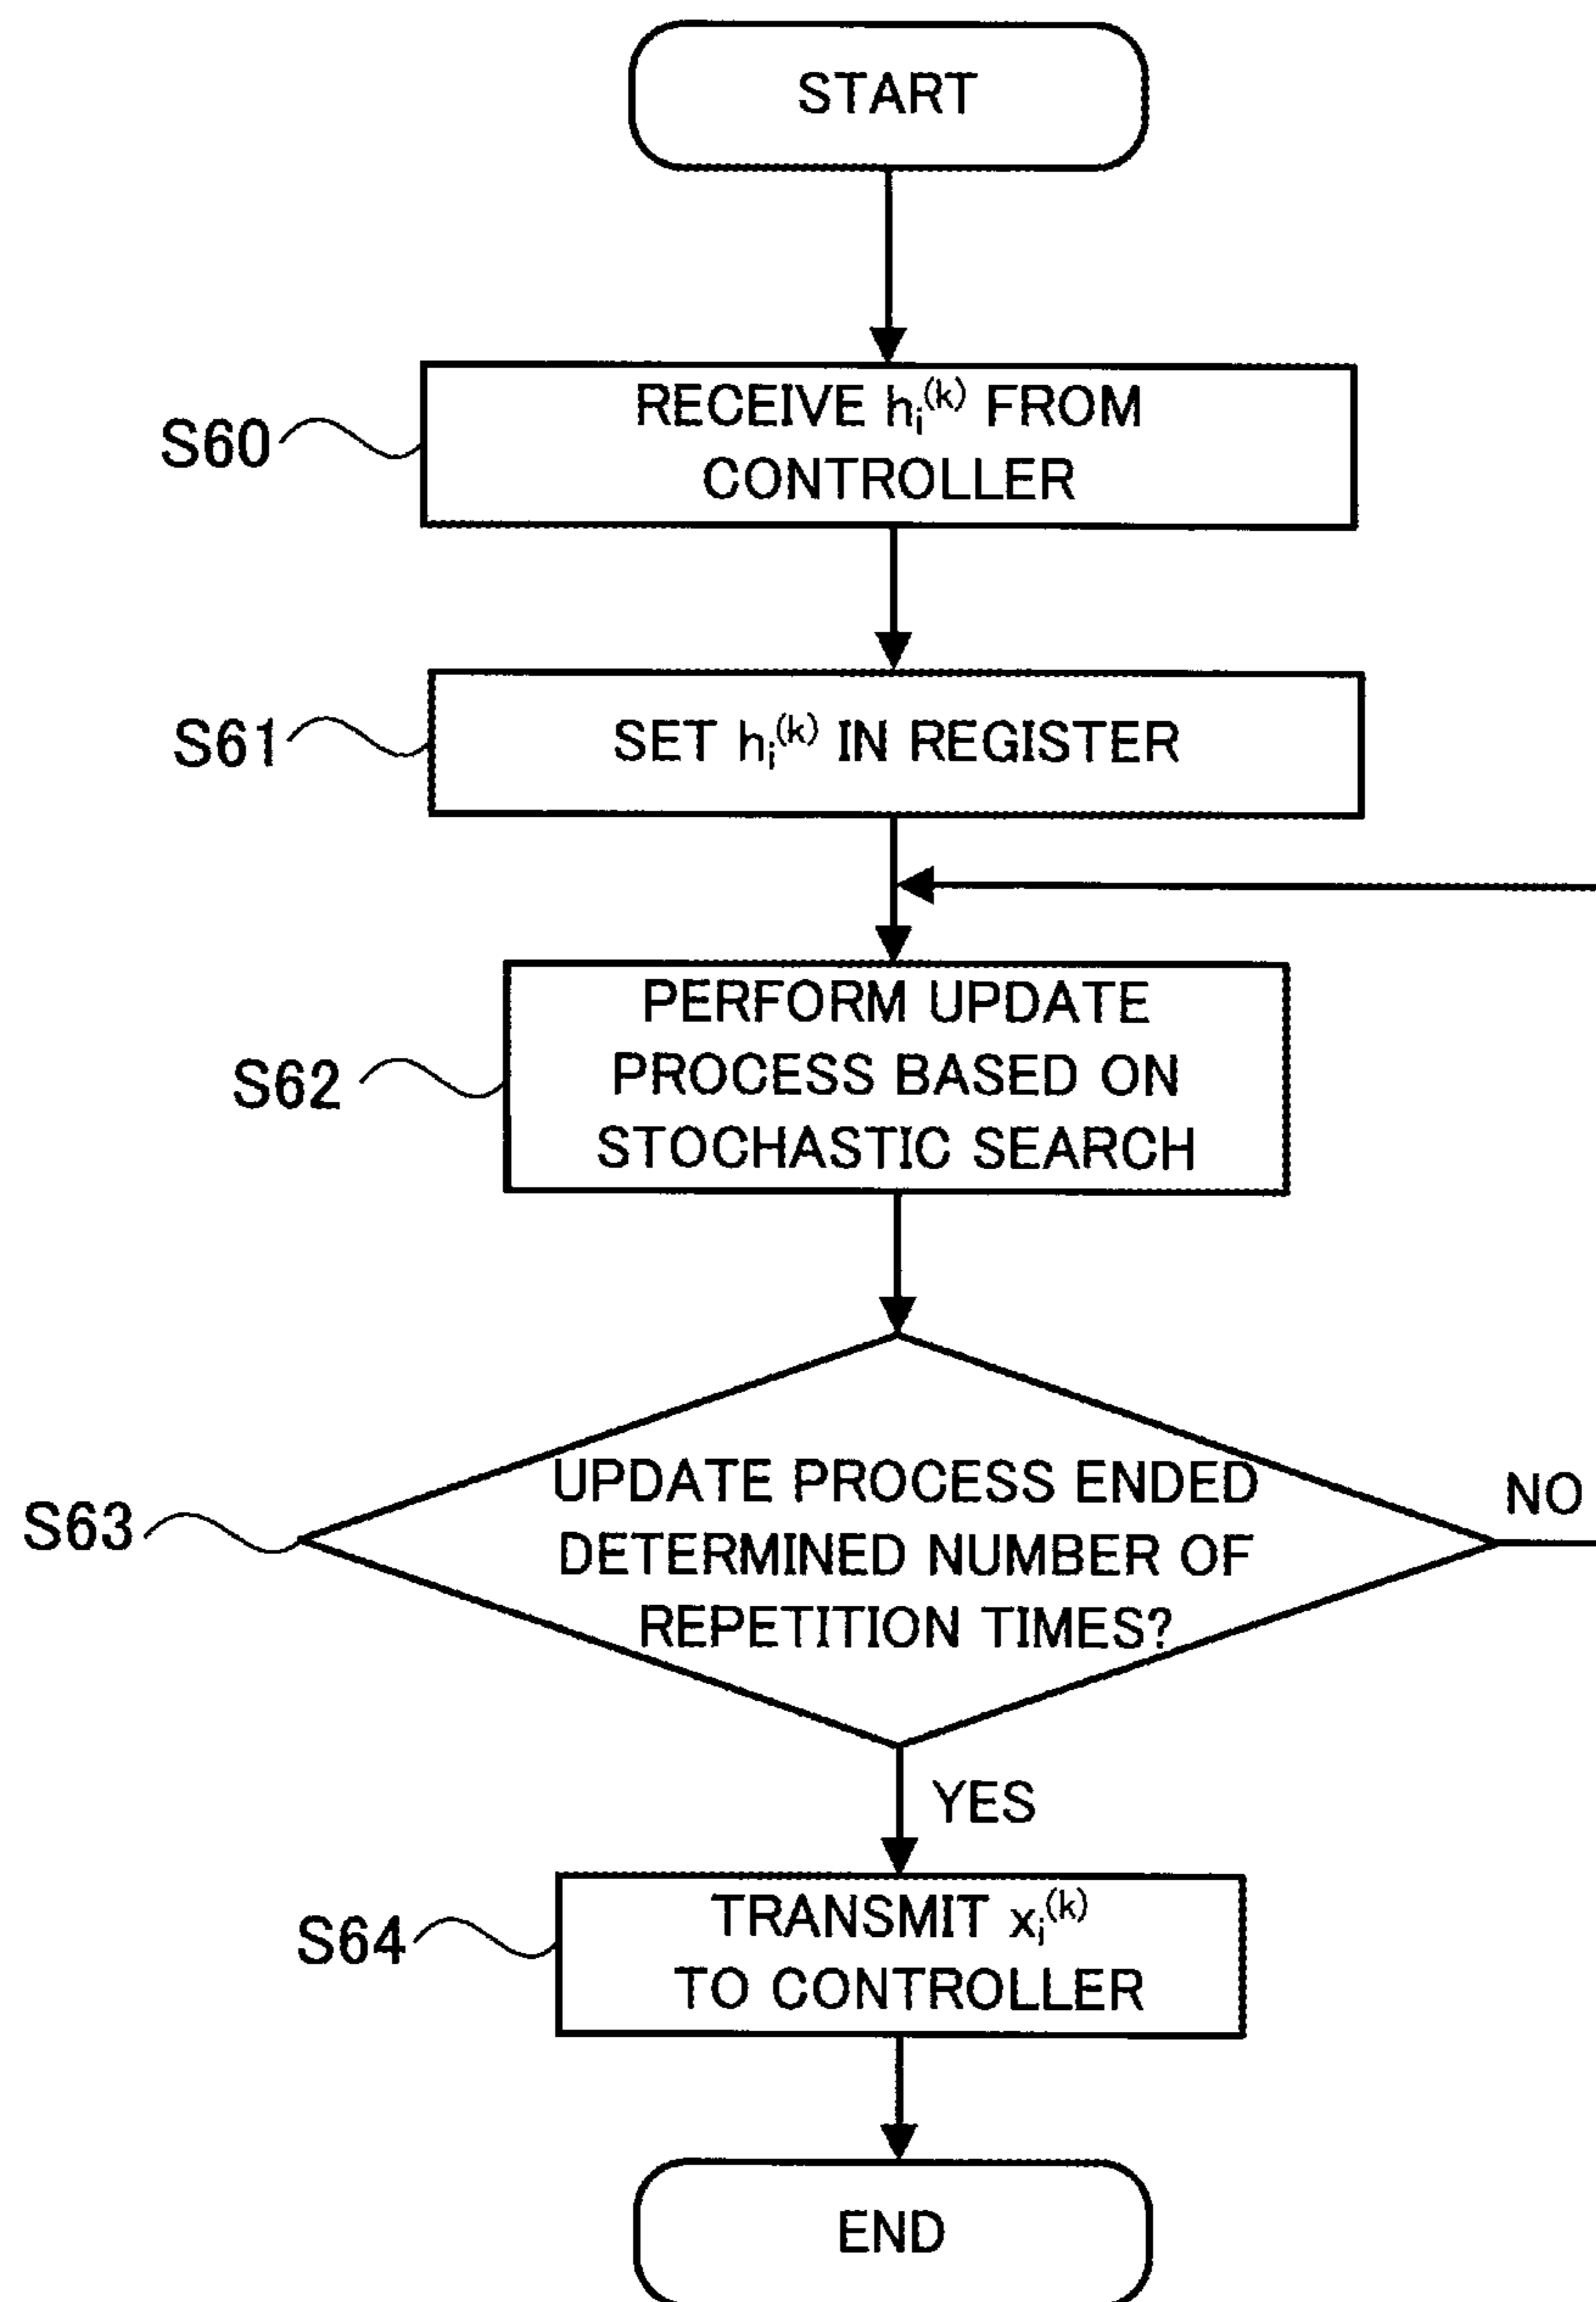 START
S60
RECEIVE hᵢ⁽ᵏ⁾ FROM
CONTROLLER
S61
SET hᵢ⁽ᵏ⁾ IN REGISTER
S62
PERFORM UPDATE
PROCESS BASED ON
STOCHASTIC SEARCH
S63
UPDATE PROCESS ENDED
DETERMINED NUMBER OF
REPETITION TIMES?
NO
YES
S64
TRANSMIT xᵢ⁽ᵏ⁾
TO CONTROLLER
END